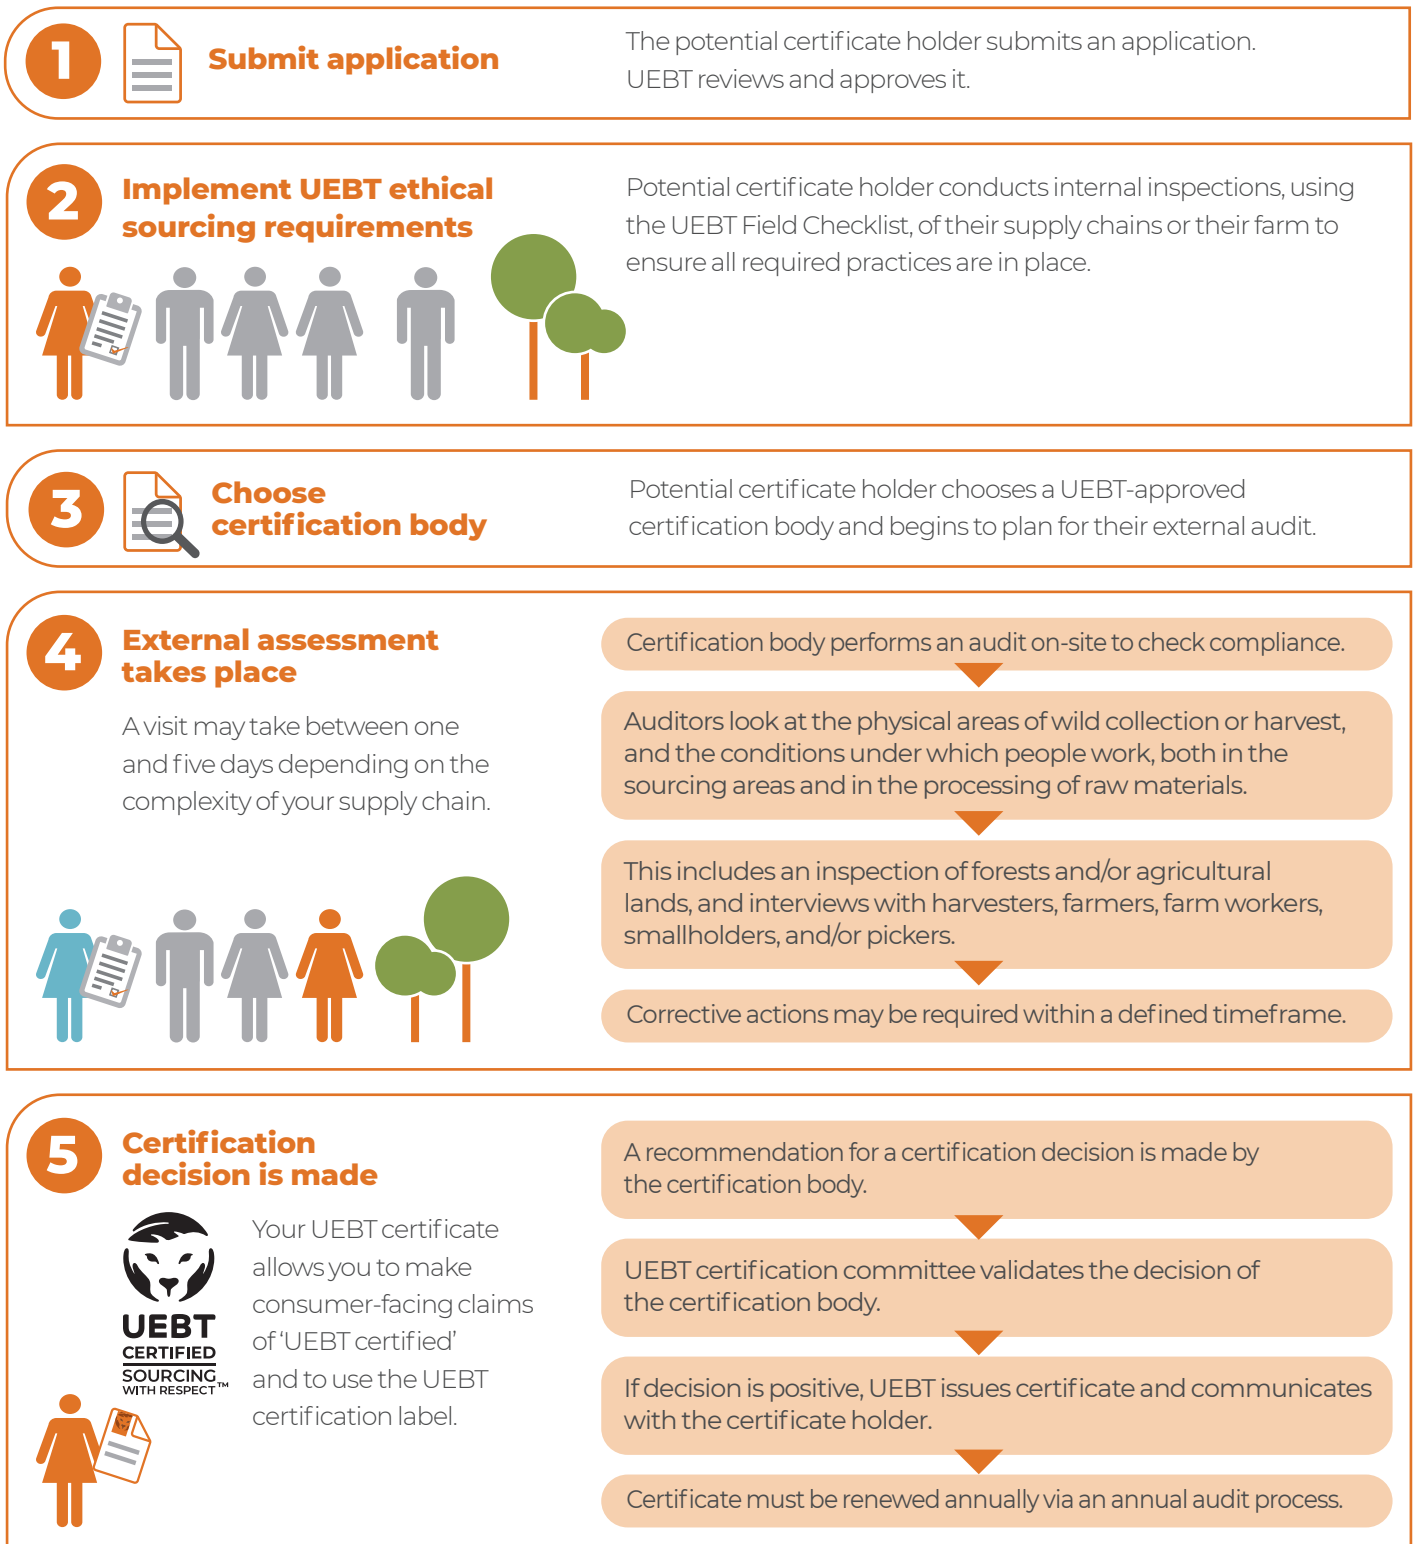 1
Submit application
The potential certificate holder submits an application.
UEBT reviews and approves it.
2
Implement UEBT ethical
sourcing requirements
Potential certificate holder conducts internal inspections, using
the UEBT Field Checklist, of their supply chains or their farm to
ensure all required practices are in place.
3
Choose
certification body
Potential certificate holder chooses a UEBT-approved
certification body and begins to plan for their external audit.
4
External assessment
takes place
A visit may take between one
and five days depending on the
complexity of your supply chain.
Certification body performs an audit on-site to check compliance.
Auditors look at the physical areas of wild collection or harvest,
and the conditions under which people work, both in the
sourcing areas and in the processing of raw materials.
This includes an inspection of forests and/or agricultural
lands, and interviews with harvesters, farmers, farm workers,
smallholders, and/or pickers.
Corrective actions may be required within a defined timeframe.
5
Certification
decision is made
UEBT
CERTIFIED
SOURCING
WITH RESPECT™
Your UEBT certificate
allows you to make
consumer-facing claims
of ‘UEBT certified’
and to use the UEBT
certification label.
A recommendation for a certification decision is made by
the certification body.
UEBT certification committee validates the decision of
the certification body.
If decision is positive, UEBT issues certificate and communicates
with the certificate holder.
Certificate must be renewed annually via an annual audit process.